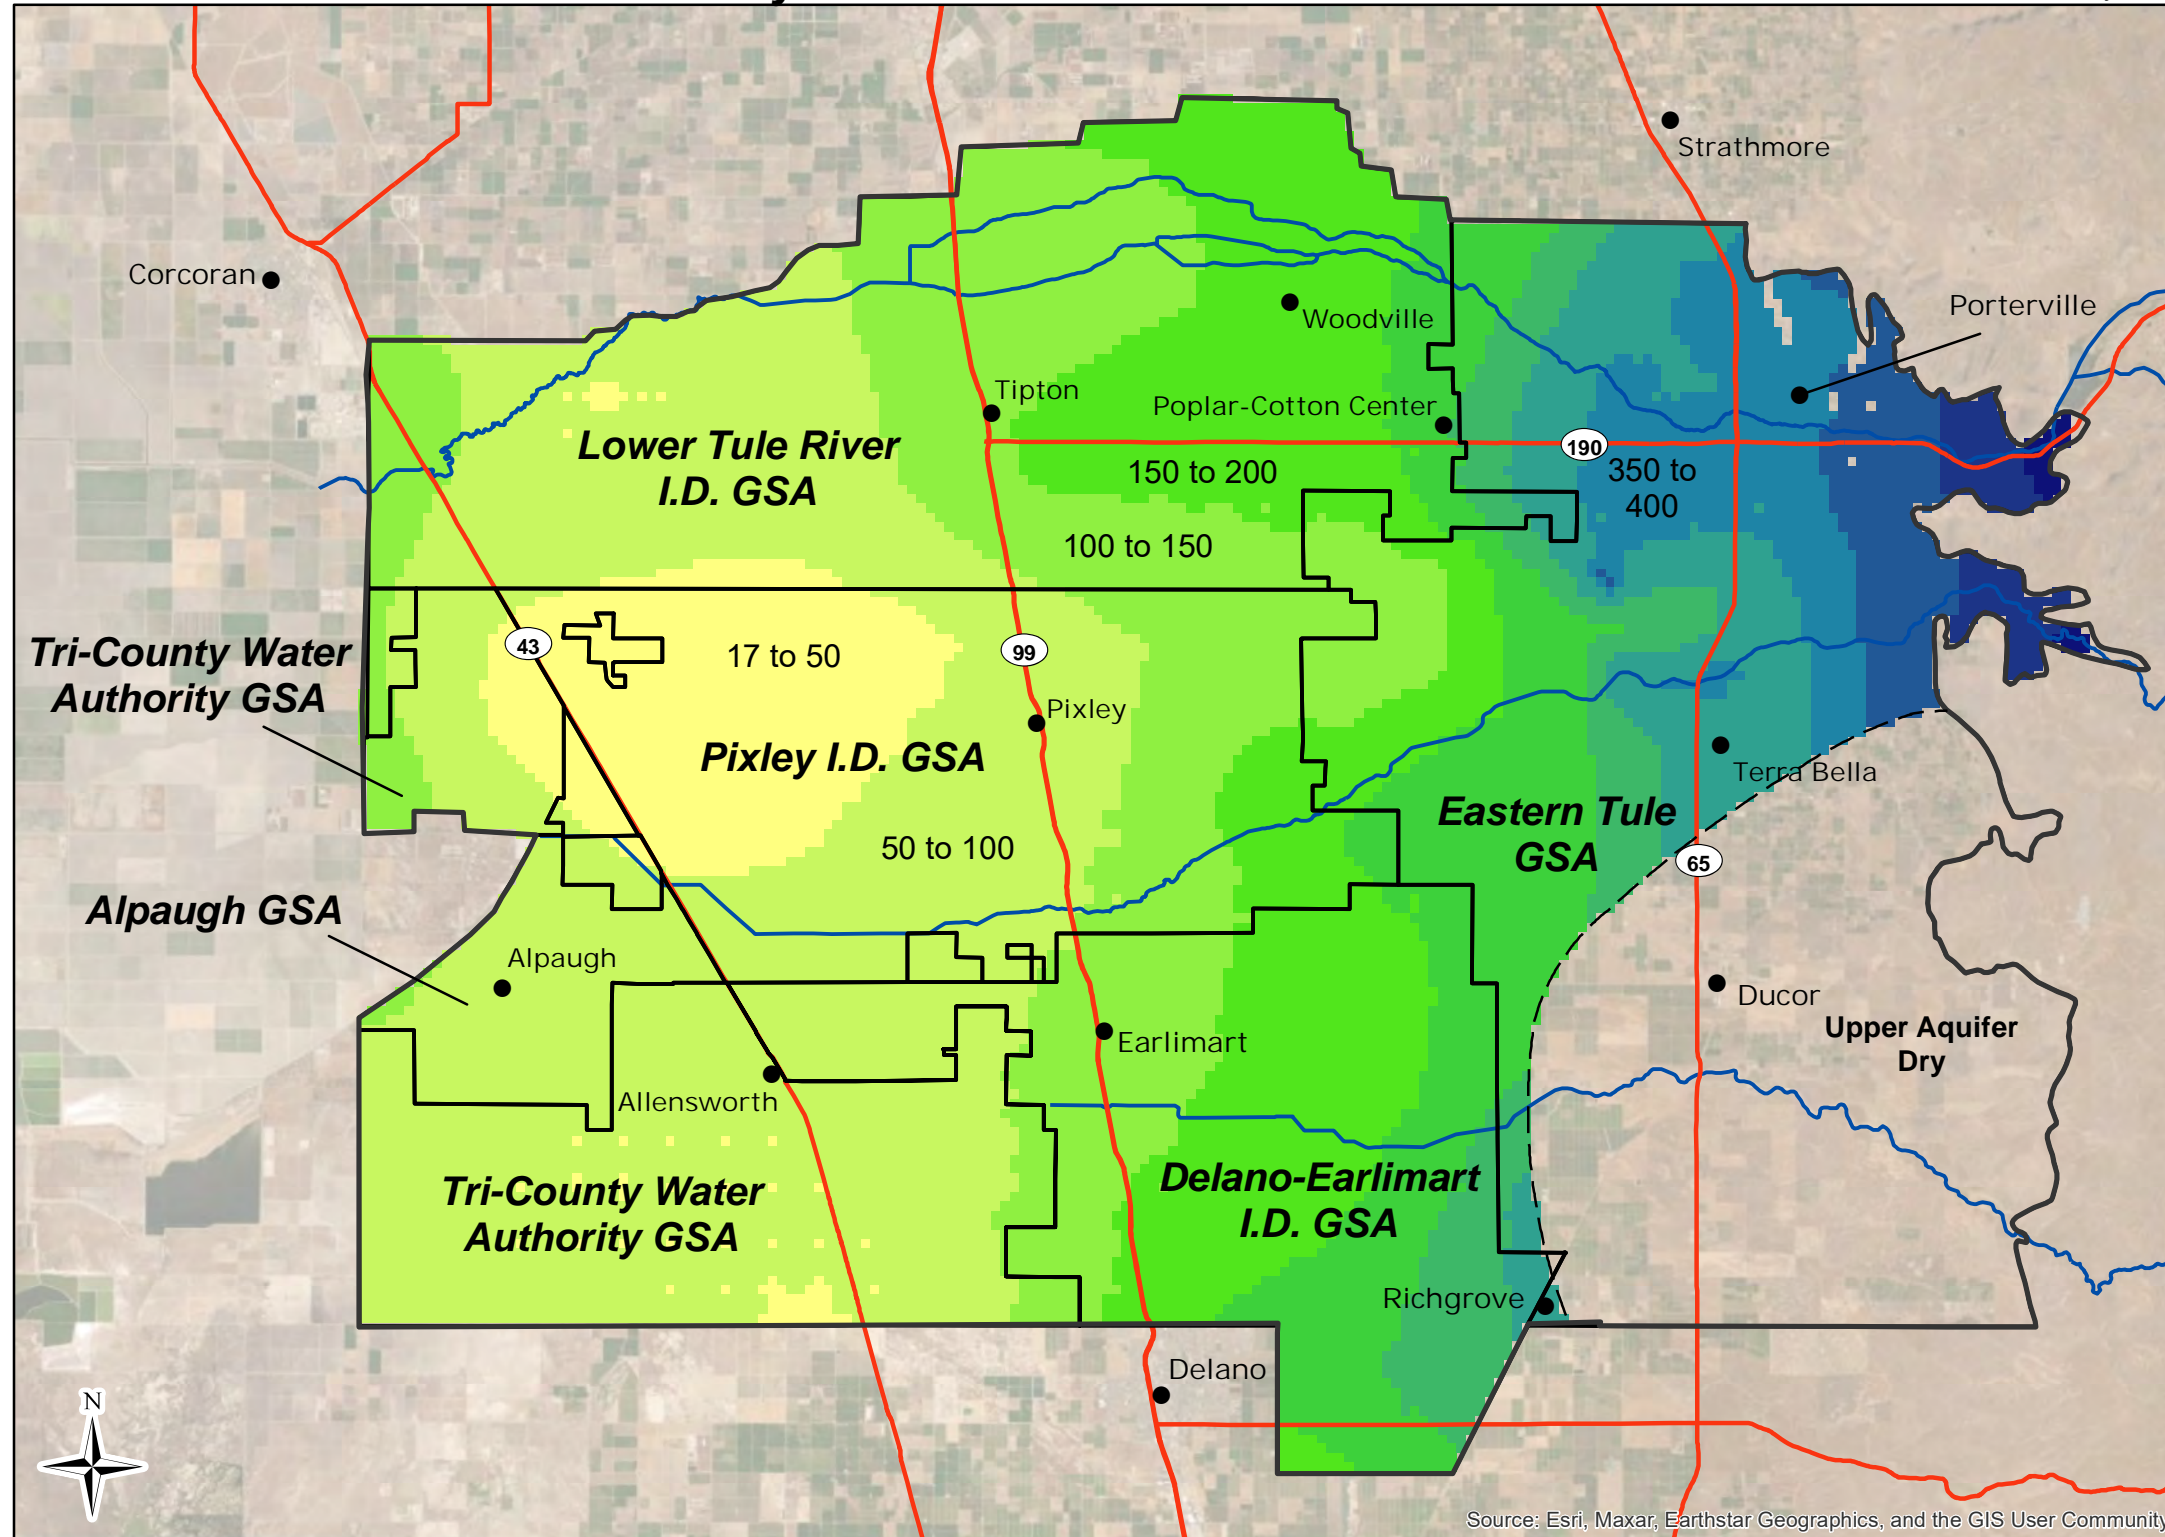 Strathmore
Corcoran
Porterville
Woodville
Tipton
Poplar-Cotton Center
Lower Tule River
I.D. GSA
190
150 to 200
350 to
400
100 to 150
Tri-County Water
Authority GSA
43
17 to 50
99
Pixley
Pixley I.D. GSA
Terra Bella
Eastern Tule
GSA
50 to 100
65
Alpaugh GSA
Alpaugh
Ducor
Upper Aquifer
Dry
Earlimart
Allensworth
Tri-County Water
Authority GSA
Delano-Earlimart
I.D. GSA
Richgrove
Delano
N
Source: Esri, Maxar, Earthstar Geographics, and the GIS User Community